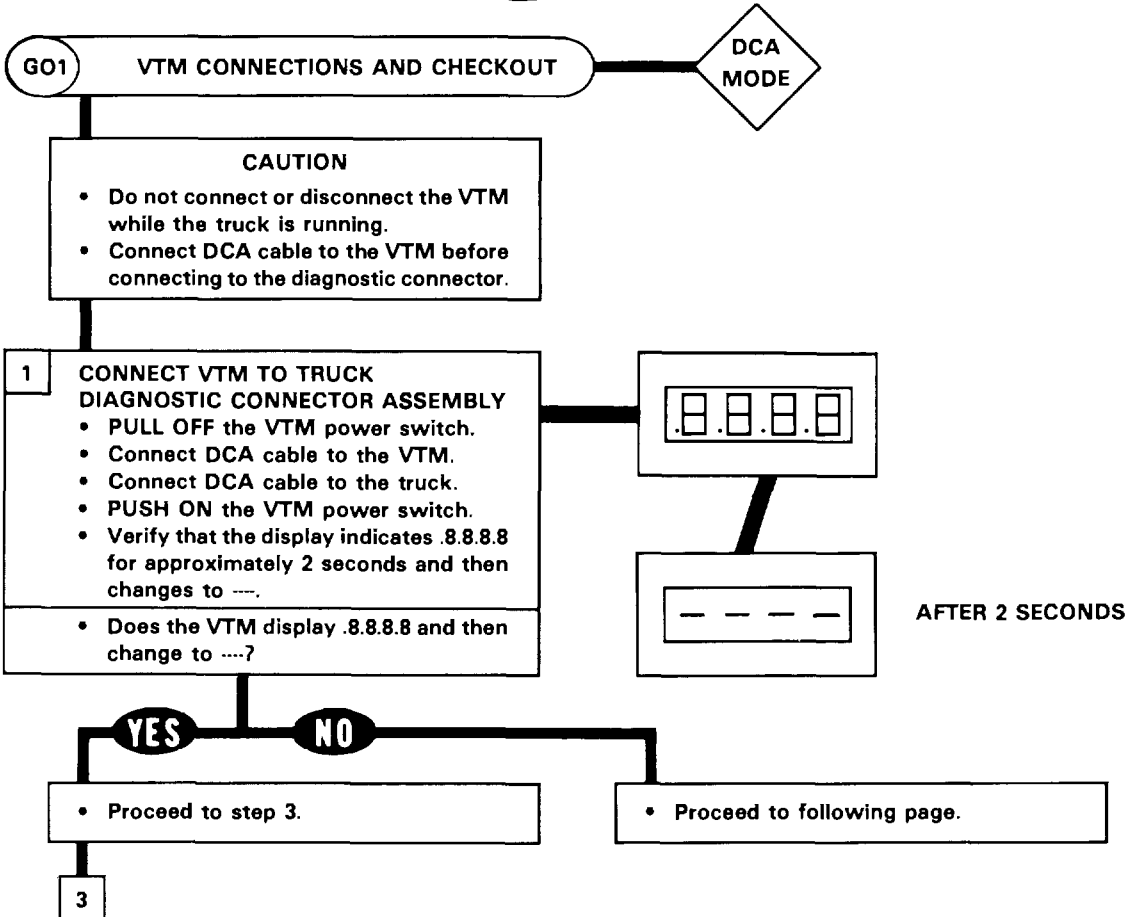 GO1 VTM CONNECTIONS AND CHECKOUT
DCA
MODE
CAUTION
• Do not connect or disconnect the VTM
while the truck is running.
• Connect DCA cable to the VTM before
connecting to the diagnostic connector.
1 CONNECT VTM TO TRUCK
DIAGNOSTIC CONNECTOR ASSEMBLY
• PULL OFF the VTM power switch.
• Connect DCA cable to the VTM.
• Connect DCA cable to the truck.
• PUSH ON the VTM power switch.
• Verify that the display indicates .8.8.8.8
for approximately 2 seconds and then
changes to ----.
• Does the VTM display .8.8.8.8 and then
change to ----?
.8.8.8.8
– – – –
AFTER 2 SECONDS
YES
NO
• Proceed to step 3.
• Proceed to following page.
3